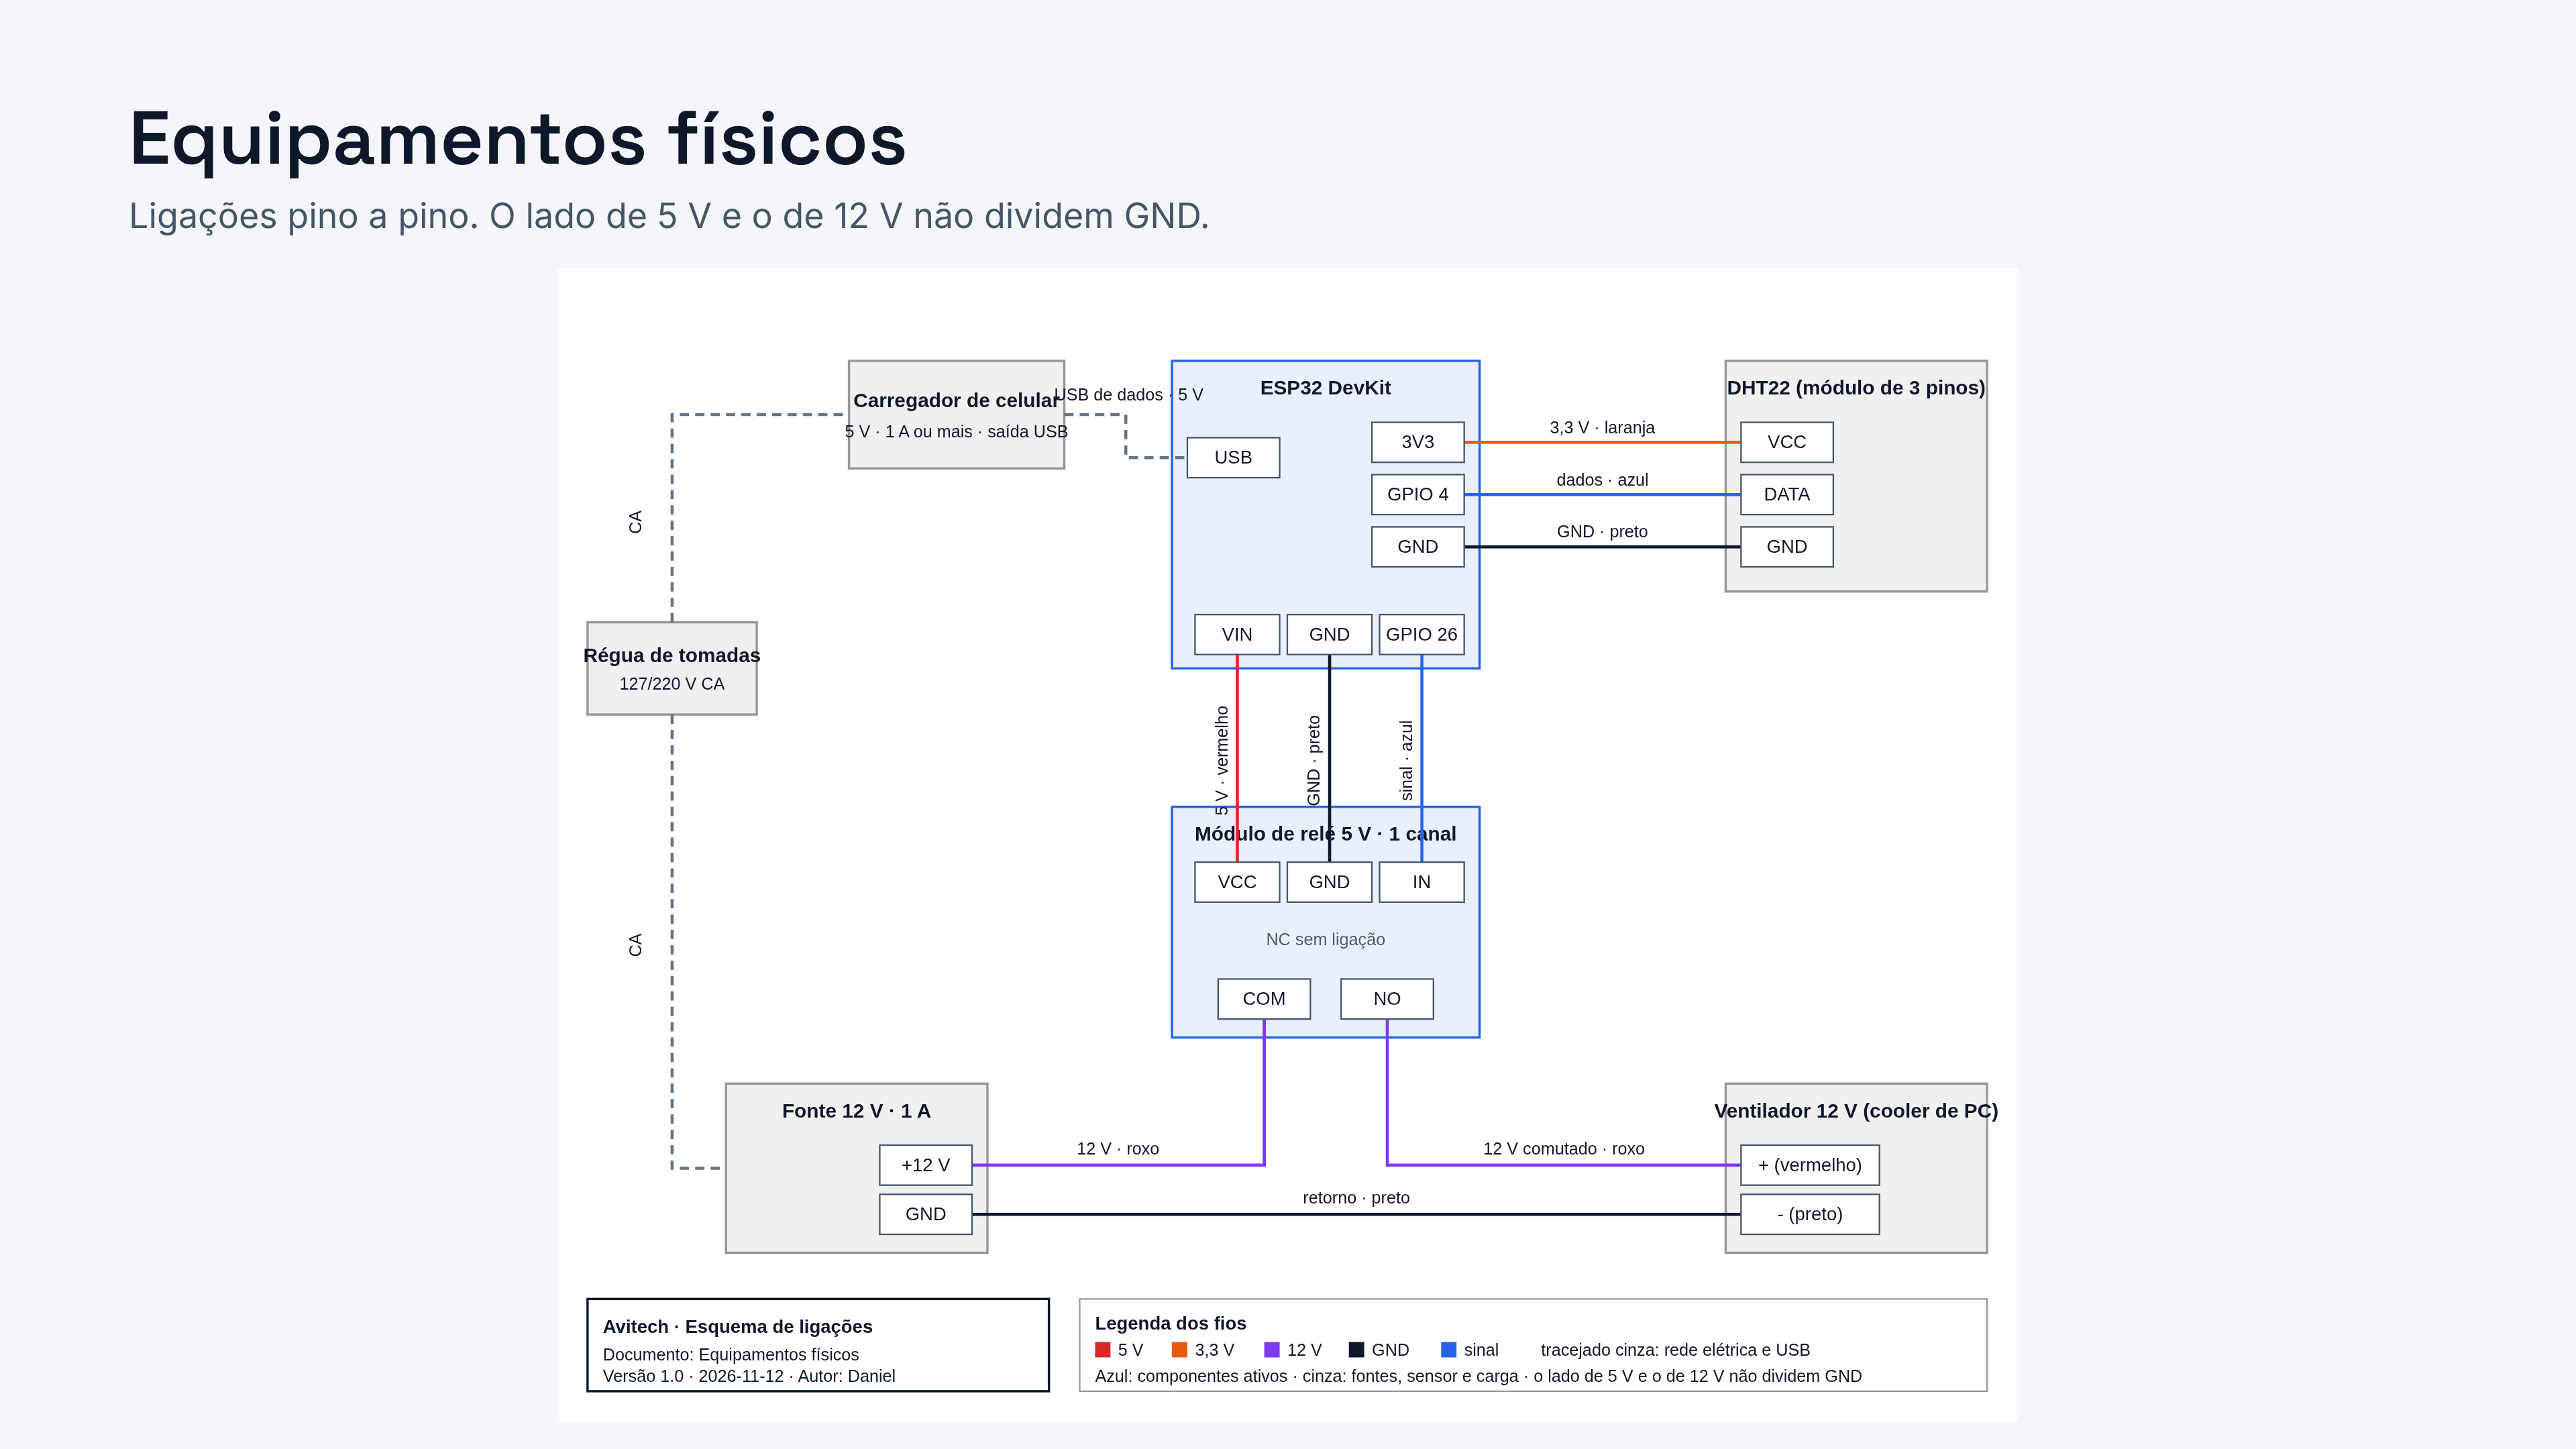 Equipamentos físicos
Ligações pino a pino. O lado de 5 V e o de 12 V não dividem GND.
Carregador de celular
5 V · 1 A ou mais · saída USB
USB de dados · 5 V
ESP32 DevKit
USB
3V3
GPIO 4
GND
VIN
GND
GPIO 26
3,3 V · laranja
dados · azul
GND · preto
DHT22 (módulo de 3 pinos)
VCC
DATA
GND
CA
Régua de tomadas
127/220 V CA
CA
5 V · vermelho
GND · preto
sinal · azul
Módulo de relé 5 V · 1 canal
VCC
GND
IN
NC sem ligação
COM
NO
Fonte 12 V · 1 A
+12 V
GND
12 V · roxo
12 V comutado · roxo
retorno · preto
Ventilador 12 V (cooler de PC)
+ (vermelho)
- (preto)
Avitech · Esquema de ligações
Documento: Equipamentos físicos
Versão 1.0 · 2026-11-12 · Autor: Daniel
Legenda dos fios
5 V 3,3 V 12 V GND sinal tracejado cinza: rede elétrica e USB
Azul: componentes ativos · cinza: fontes, sensor e carga · o lado de 5 V e o de 12 V não dividem GND